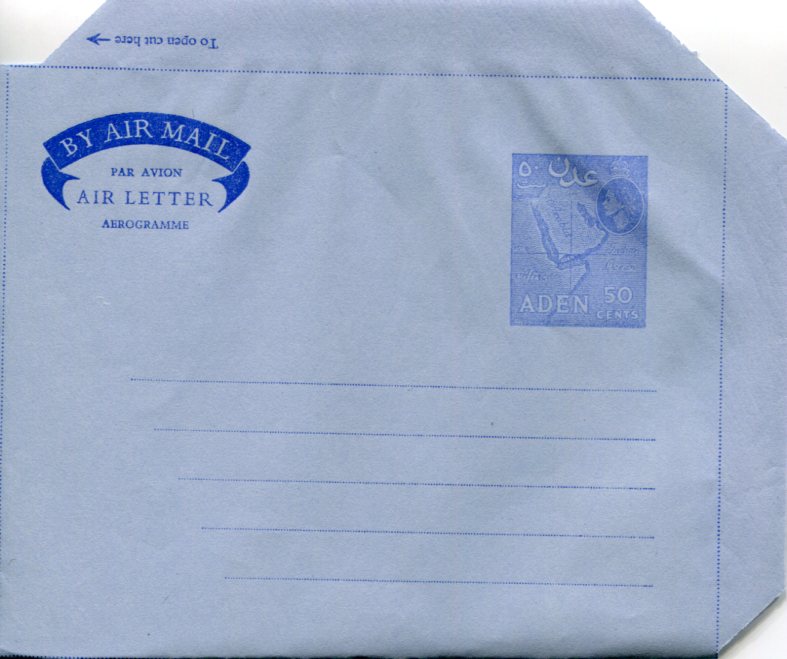 To open cut here
BY AIR MAIL
PAR AVION
AIR LETTER
AEROGRAMME
٥٠ عدن
ADEN 50
CENTS